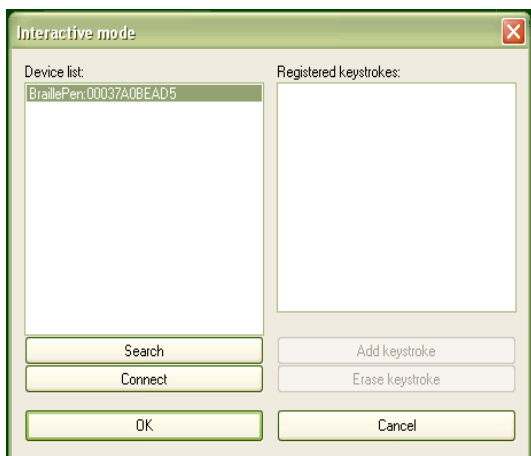 Interactive mode
Device list:
Registered keystrokes:
BraillePen:00037A0BEAD5
Search
Add keystroke
Connect
Erase keystroke
OK
Cancel